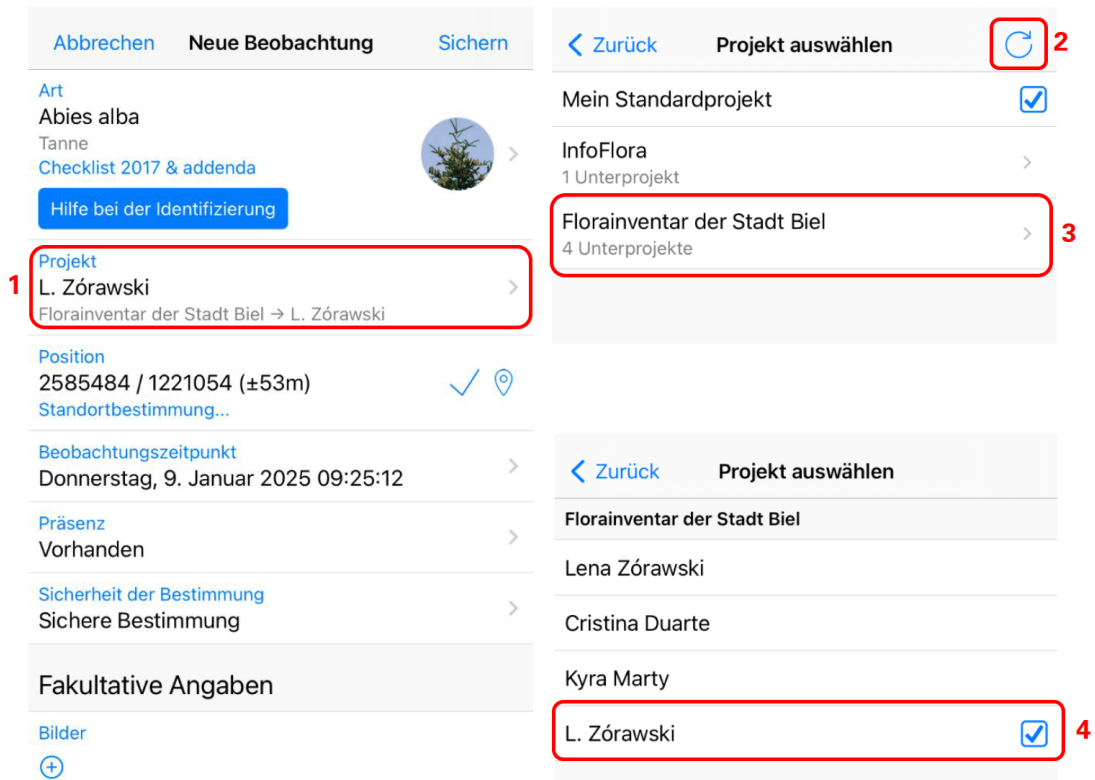 Abbrechen Neue Beobachtung Sichern
Art
Abies alba
Tanne
Checklist 2017 & addenda
Hilfe bei der Identifizierung
1
Projekt
L. Zórawski
Florainventar der Stadt Biel → L. Zórawski
Position
2585484 / 1221054 (±53m)
Standortbestimmung...
Beobachtungszeitpunkt
Donnerstag, 9. Januar 2025 09:25:12
Präsenz
Vorhanden
Sicherheit der Bestimmung
Sichere Bestimmung
Fakultative Angaben
Bilder
Zurück Projekt auswählen 2
Mein Standardprojekt
InfoFlora
1 Unterprojekt
Florainventar der Stadt Biel
4 Unterprojekte
3
Zurück Projekt auswählen
Florainventar der Stadt Biel
Lena Zórawski
Cristina Duarte
Kyra Marty
L. Zórawski 4